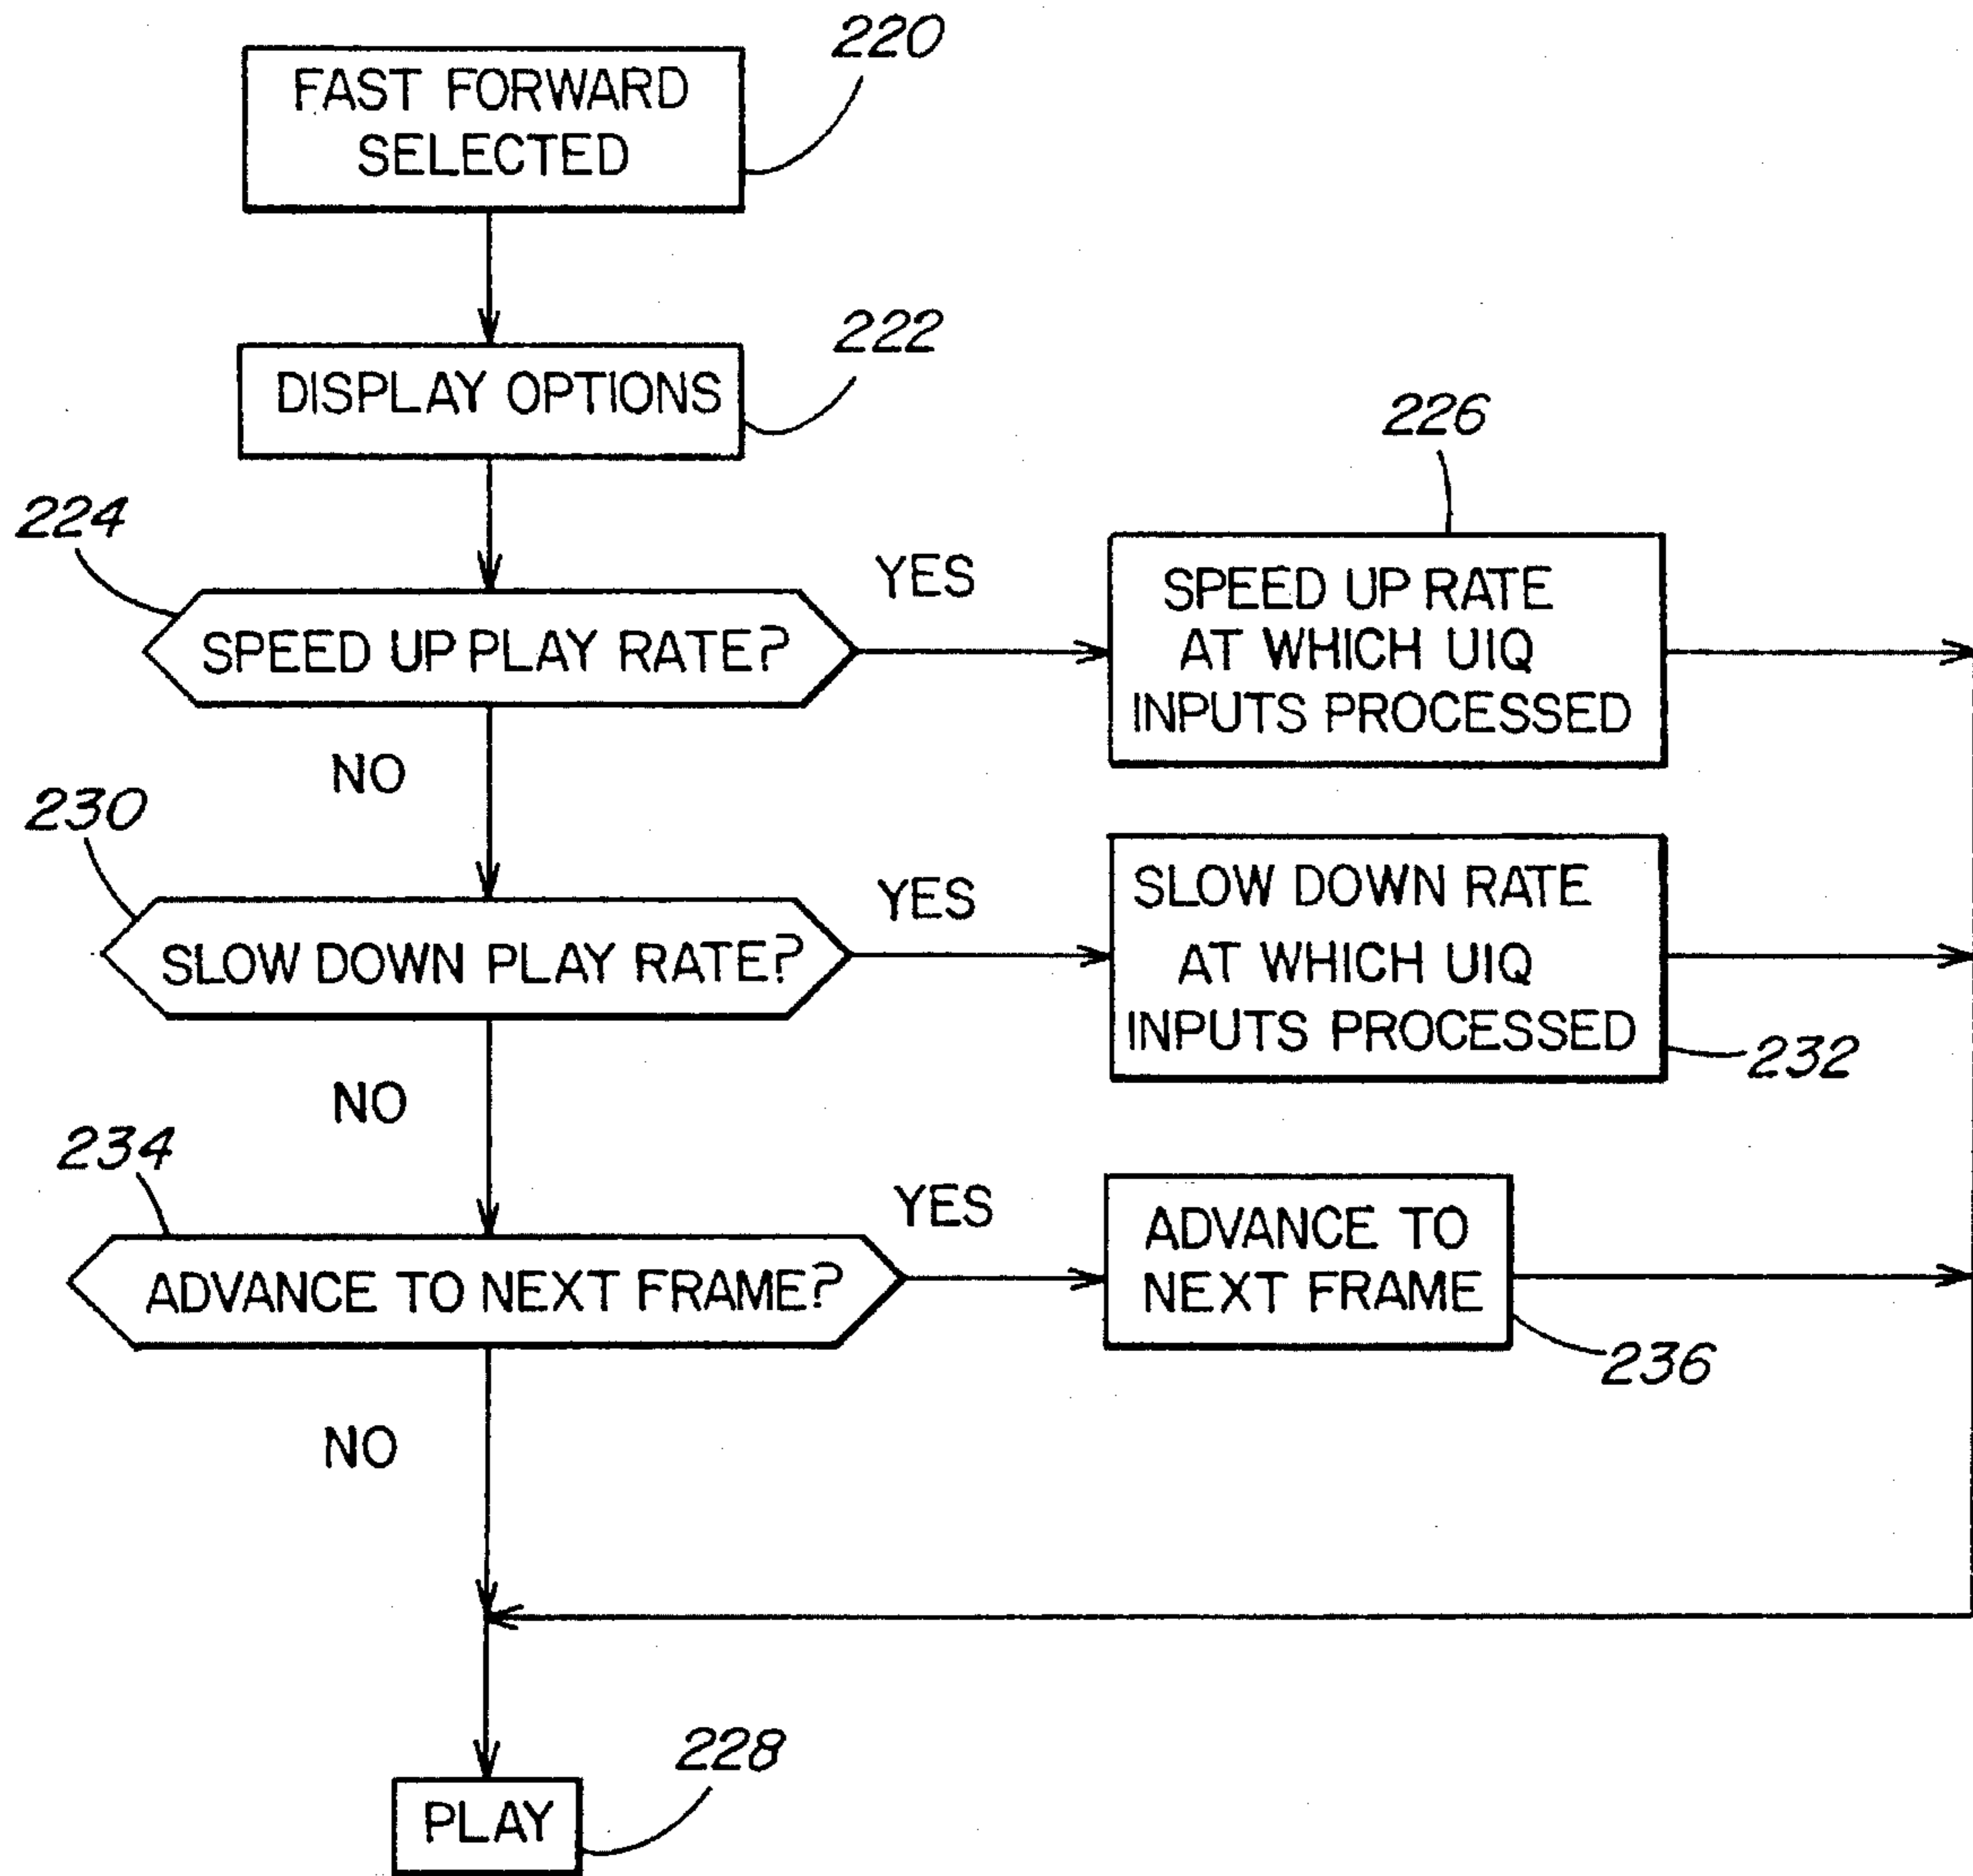 220
FAST FORWARD
SELECTED
222
DISPLAY OPTIONS
224
SPEED UP PLAY RATE?
YES
226
SPEED UP RATE
AT WHICH UIQ
INPUTS PROCESSED
NO
230
SLOW DOWN PLAY RATE?
YES
SLOW DOWN RATE
AT WHICH UIQ
INPUTS PROCESSED
232
NO
234
ADVANCE TO NEXT FRAME?
YES
ADVANCE TO
NEXT FRAME
236
NO
228
PLAY